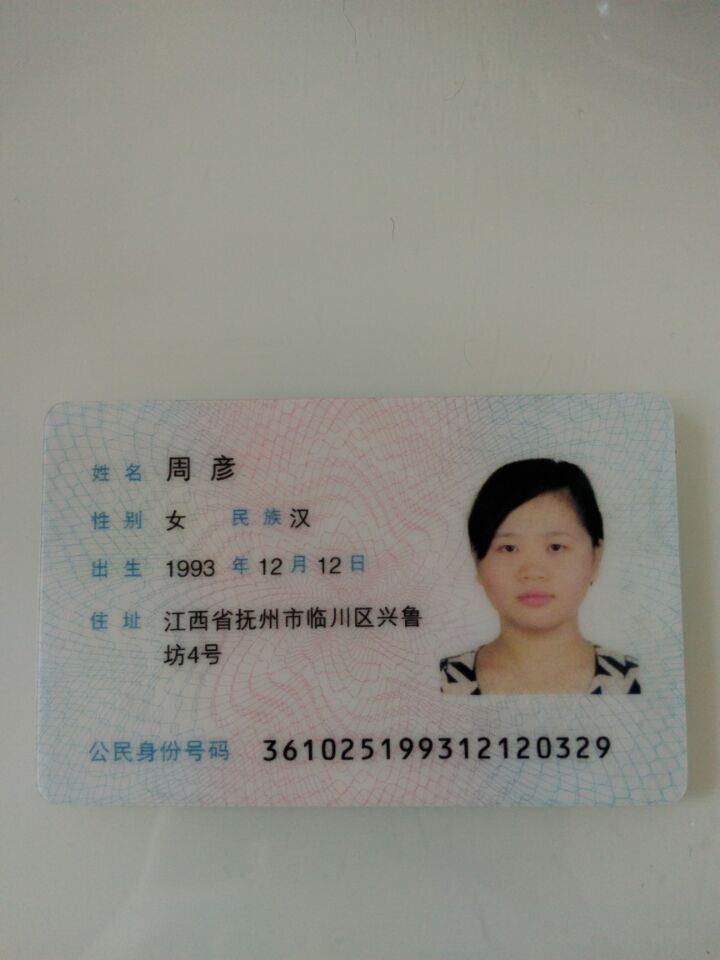 姓名 周彦
性别 女 民族 汉
出生 1993 年 12 月 12 日
住址 江西省抚州市临川区兴鲁
坊4号
公民身份号码 361025199312120329